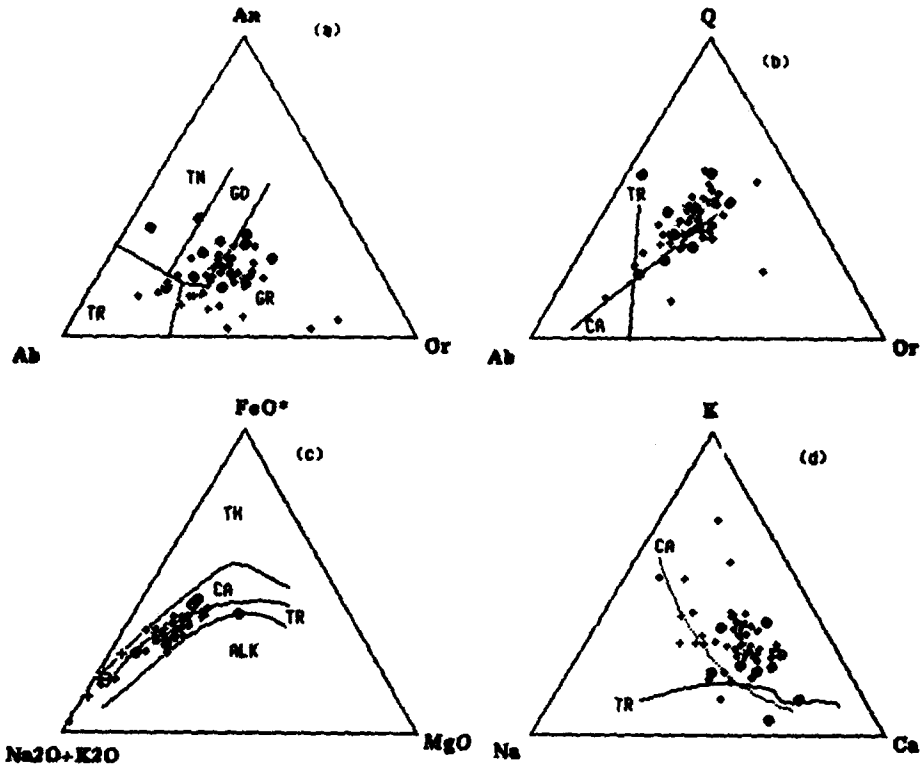 An
(a)
TN
GD
TR
GR
Ab
Or
Q
(b)
TR
CA
Ab
Or
FeO*
(c)
TH
CA
TR
ALK
Na2O+K2O
MgO
K
(d)
CA
TR
Na
Ca